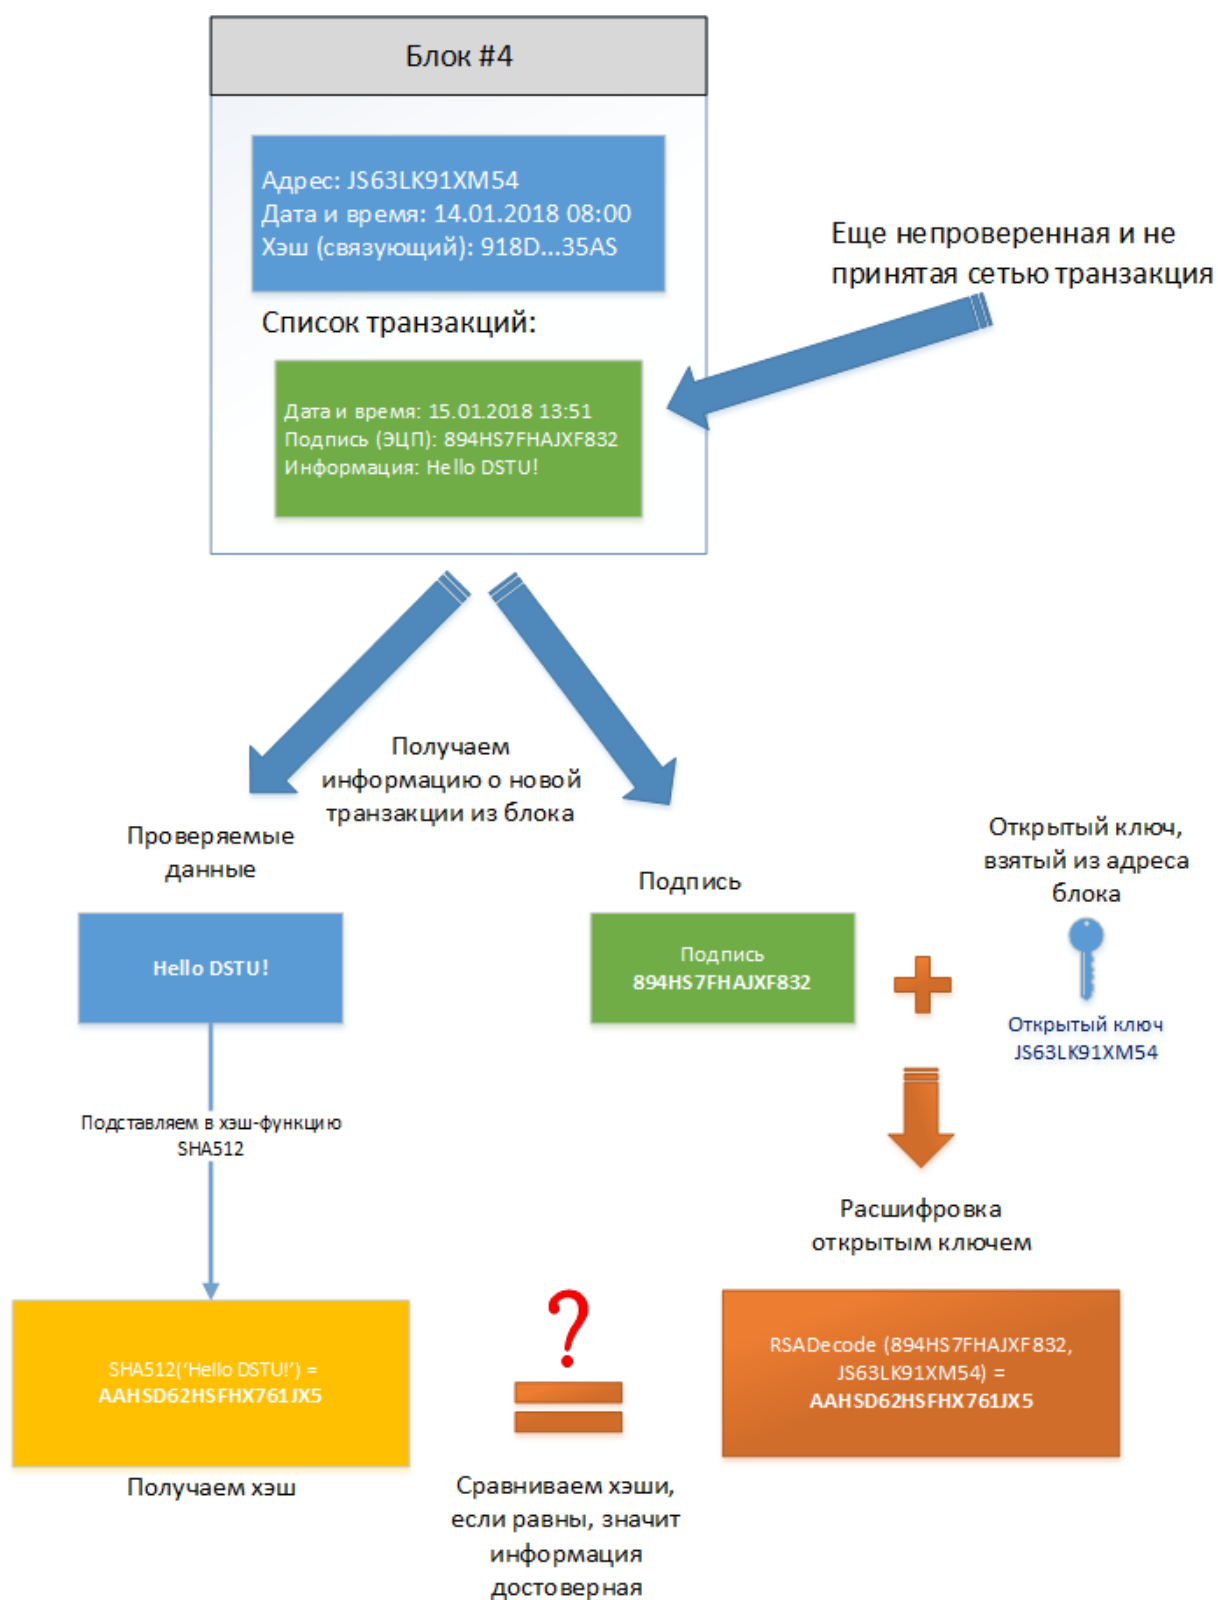 Блок #4
Адрес: JS63LK91XM54
Дата и время: 14.01.2018 08:00
Хэш (связующий): 918D...35AS
Еще непроверенная и не
принятая сетью транзакция
Список транзакций:
Дата и время: 15.01.2018 13:51
Подпись (ЭЦП): 894HS7FHAJXF832
Информация: Hello DSTU!
Получаем
информацию о новой
транзакции из блока
Проверяемые
данные
Подпись
Открытый ключ,
взятый из адреса
блока
Hello DSTU!
Подпись
894HS7FHAJXF832
Открытый ключ
JS63LK91XM54
Подставляем в хэш-функцию
SHA512
Расшифровка
открытым ключем
SHA512('Hello DSTU!') =
AAHSD62HSFHX761JX5
?
RSADecode (894HS7FHAJXF832,
JS63LK91XM54) =
AAHSD62HSFHX761JX5
Получаем хэш
Сравниваем хэши,
если равны, значит
информация
достоверная